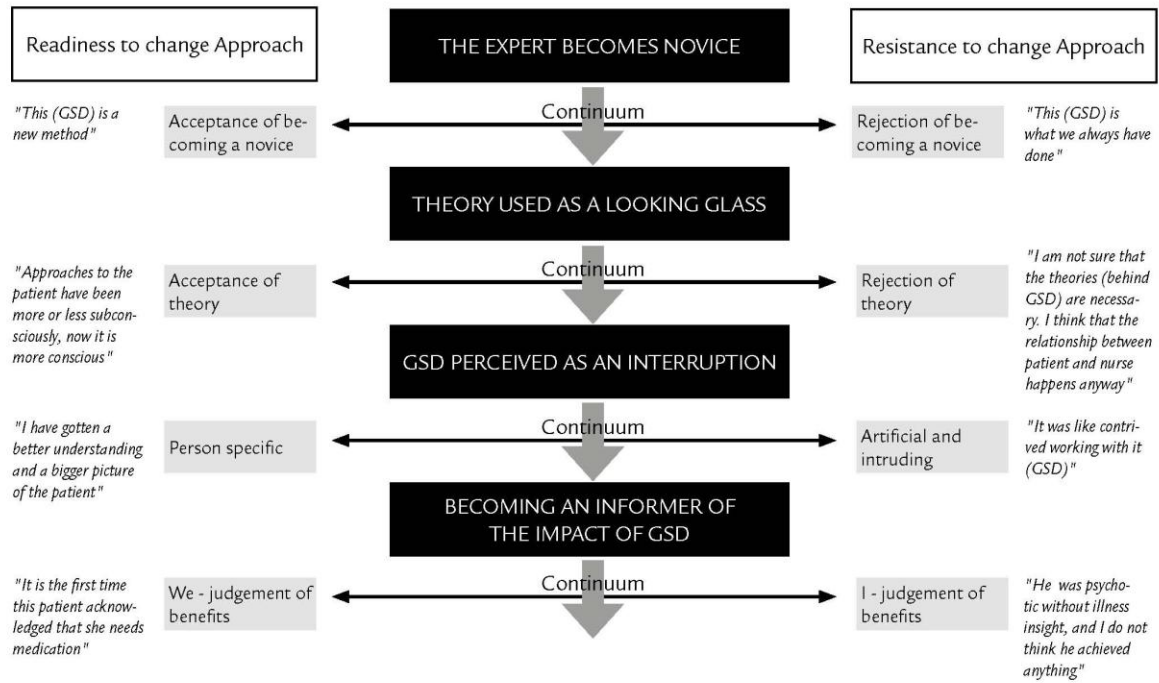 Readiness to change Approach
THE EXPERT BECOMES NOVICE
Resistance to change Approach
"This (GSD) is a
new method"
Acceptance of be-
coming a novice
Continuum
Rejection of be-
coming a novice
"This (GSD) is
what we always have
done"
THEORY USED AS A LOOKING GLASS
"Approaches to the
patient have been
more or less subcon-
sciously, now it is
more conscious"
Acceptance of
theory
Continuum
Rejection of
theory
"I am not sure that
the theories (behind
GSD) are necessa-
ry. I think that the
relationship between
patient and nurse
happens anyway"
GSD PERCEIVED AS AN INTERRUPTION
"I have gotten a
better understanding
and a bigger picture
of the patient"
Person specific
Continuum
Artificial and
intruding
"It was like contri-
ved working with it
(GSD)"
BECOMING AN INFORMER OF
THE IMPACT OF GSD
"It is the first time
this patient acknow-
ledged that she needs
medication"
We - judgement of
benefits
Continuum
I - judgement of
benefits
"He was psycho-
tic without illness
insight, and I do not
think he achieved
anything"